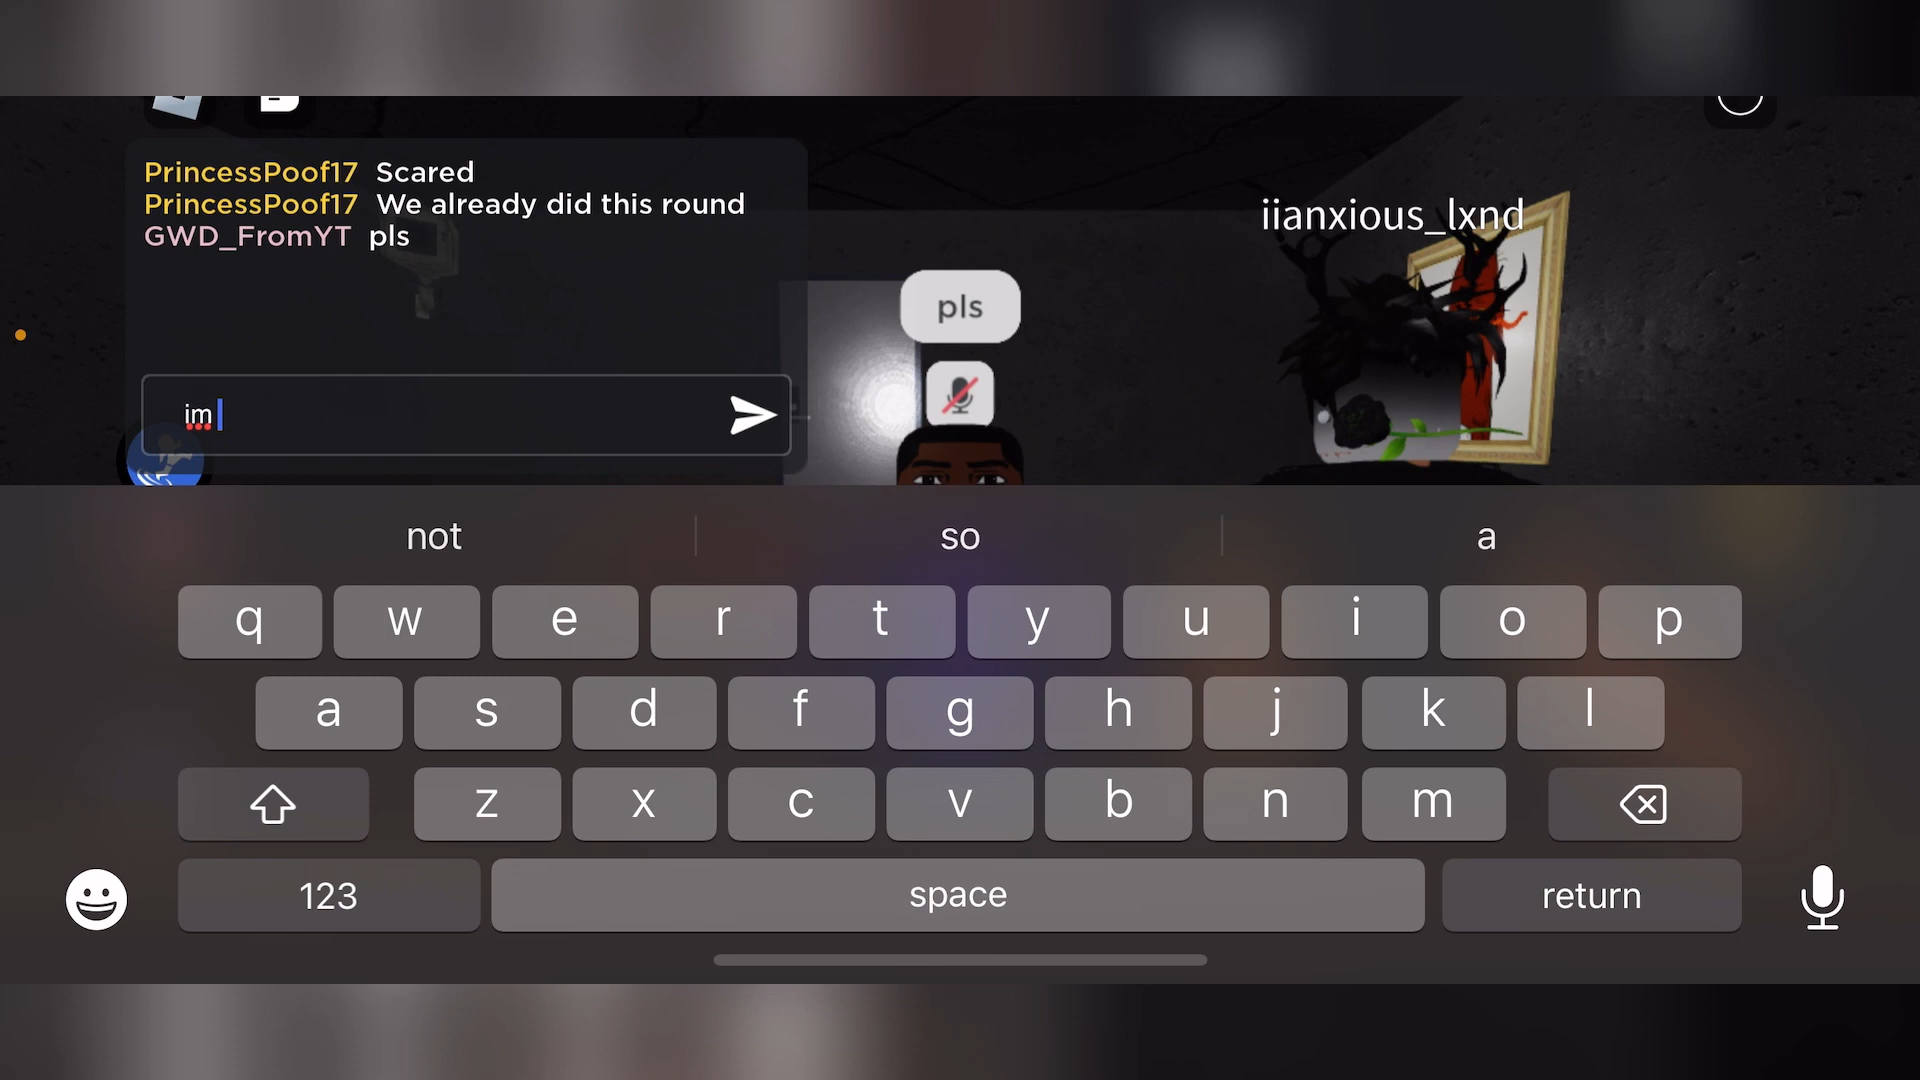 PrincessPoof17 Scared
PrincessPoof17 We already did this round
GWD_FromYT pls
iianxious_lxnd
pls
im
not so a
q w e r t y u i o p
a s d f g h j k l
z x c v b n m
123 space return